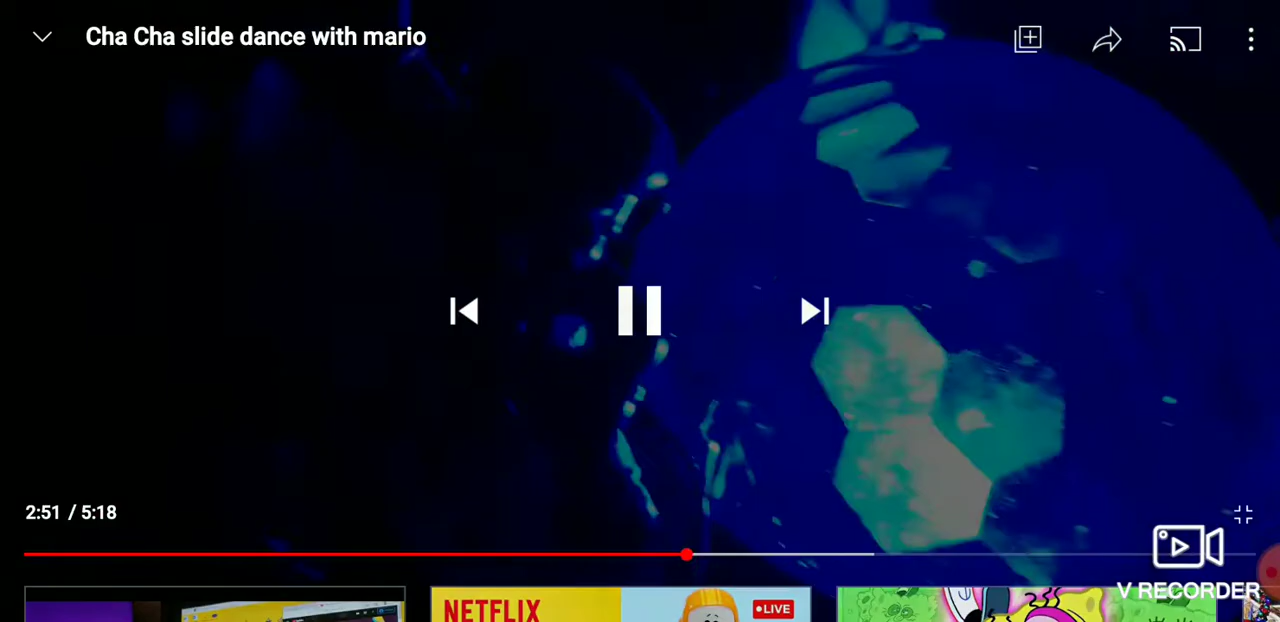 Cha Cha slide dance with mario
2:51 / 5:18
V RECORDER
NETFLIX
LIVE